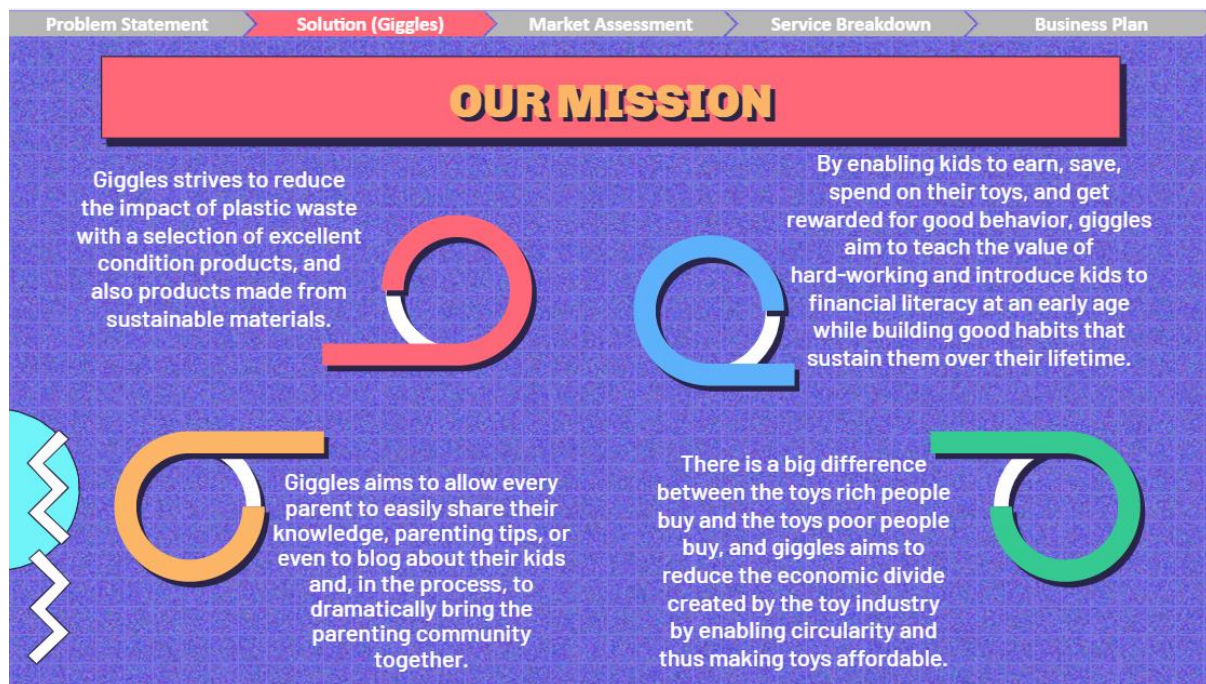 Problem Statement
Solution (Giggles)
Market Assessment
Service Breakdown
Business Plan
OUR MISSION
Giggles strives to reduce
the impact of plastic waste
with a selection of excellent
condition products, and
also products made from
sustainable materials.
By enabling kids to earn, save,
spend on their toys, and get
rewarded for good behavior, giggles
aim to teach the value of
hard-working and introduce kids to
financial literacy at an early age
while building good habits that
sustain them over their lifetime.
Giggles aims to allow every
parent to easily share their
knowledge, parenting tips, or
even to blog about their kids
and, in the process, to
dramatically bring the
parenting community
together.
There is a big difference
between the toys rich people
buy and the toys poor people
buy, and giggles aims to
reduce the economic divide
created by the toy industry
by enabling circularity and
thus making toys affordable.